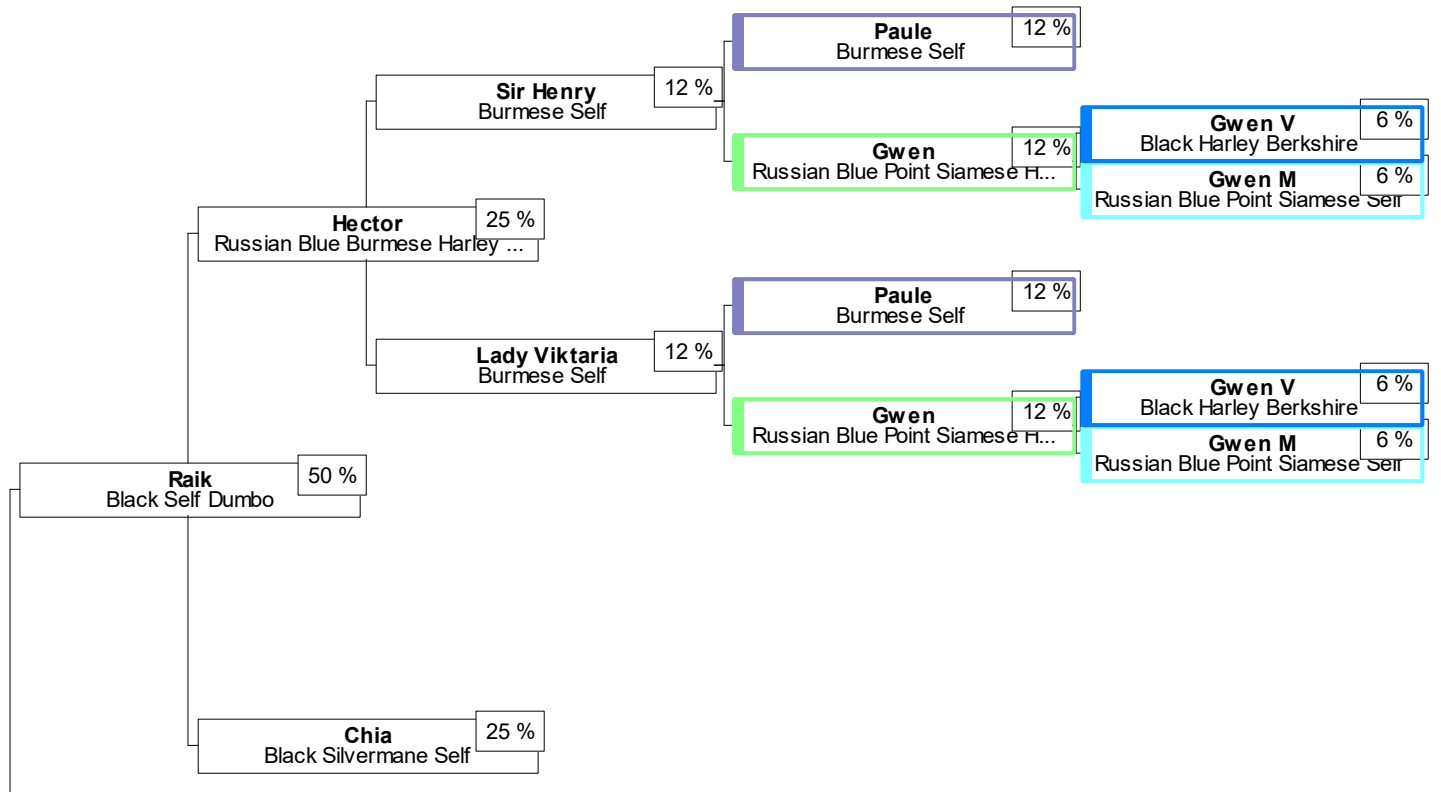 Paule
12 %
Burmese Self
Sir Henry
12 %
Burmese Self
Gwen V
6 %
Black Harley Berkshire
Gwen
12 %
Russian Blue Point Siamese H...
Gwen M
6 %
Russian Blue Point Siamese Self
Hector
25 %
Russian Blue Burmese Harley ...
Paule
12 %
Burmese Self
Lady Viktaria
12 %
Burmese Self
Gwen V
6 %
Black Harley Berkshire
Gwen
12 %
Russian Blue Point Siamese H...
Gwen M
6 %
Russian Blue Point Siamese Self
Raik
50 %
Black Self Dumbo
Chia
25 %
Black Silvermane Self